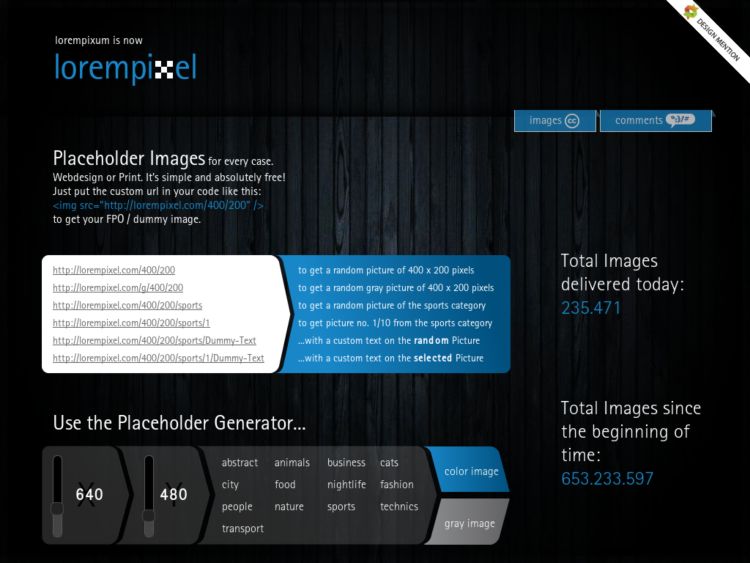 lorempixum is now
lorempixel
DESIGN MENTION
images cc
comments "@/#"
Placeholder Images for every case.
Webdesign or Print. It's simple and absolutely free!
Just put the custom url in your code like this:
<img src="http://lorempixel.com/400/200" />
to get your FPO / dummy image.
http://lorempixel.com/400/200 to get a random picture of 400 x 200 pixels
http://lorempixel.com/g/400/200 to get a random gray picture of 400 x 200 pixels
http://lorempixel.com/400/200/sports to get a random picture of the sports category
http://lorempixel.com/400/200/sports/1 to get picture no. 1/10 from the sports category
http://lorempixel.com/400/200/sports/Dummy-Text ...with a custom text on the random Picture
http://lorempixel.com/400/200/sports/1/Dummy-Text ...with a custom text on the selected Picture
Total Images
delivered today:
235.471
Use the Placeholder Generator...
X 640
Y 480
abstract animals business cats
city food nightlife fashion
people nature sports technics
transport
color image
gray image
Total Images since
the beginning of
time:
653.233.597